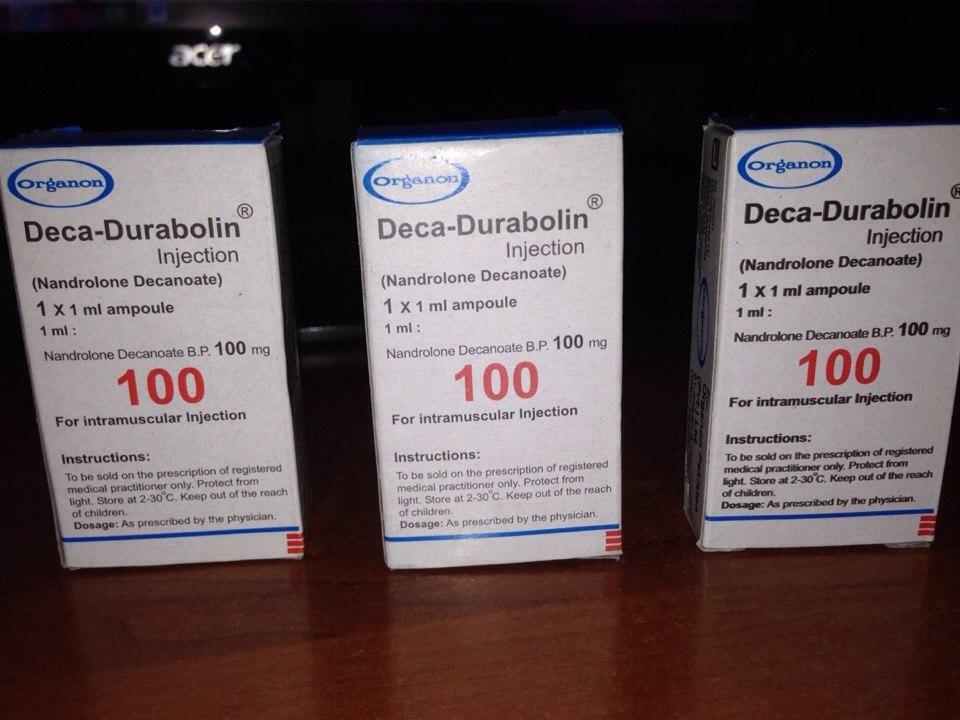 acer
Organon
Deca-Durabolin®
Injection
(Nandrolone Decanoate)
1 X 1 ml ampoule
1 ml :
Nandrolone Decanoate B.P. 100 mg
100
For intramuscular Injection
Instructions:
To be sold on the prescription of registered
medical practitioner only. Protect from
light. Store at 2-30°C. Keep out of the reach
of children.
Dosage: As prescribed by the physician.
Organon
Deca-Durabolin®
Injection
(Nandrolone Decanoate)
1 X 1 ml ampoule
1 ml :
Nandrolone Decanoate B.P. 100 mg
100
For intramuscular Injection
Instructions:
To be sold on the prescription of registered
medical practitioner only. Protect from
light. Store at 2-30°C. Keep out of the reach
of children.
Dosage: As prescribed by the physician.
Organon
Deca-Durabolin®
Injection
(Nandrolone Decanoate)
1 X 1 ml ampoule
1 ml :
Nandrolone Decanoate B.P. 100 mg
100
For intramuscular Injection
Instructions:
To be sold on the prescription of registered
medical practitioner only. Protect from
light. Store at 2-30°C. Keep out of the reach
of children.
Dosage: As prescribed by the physician.